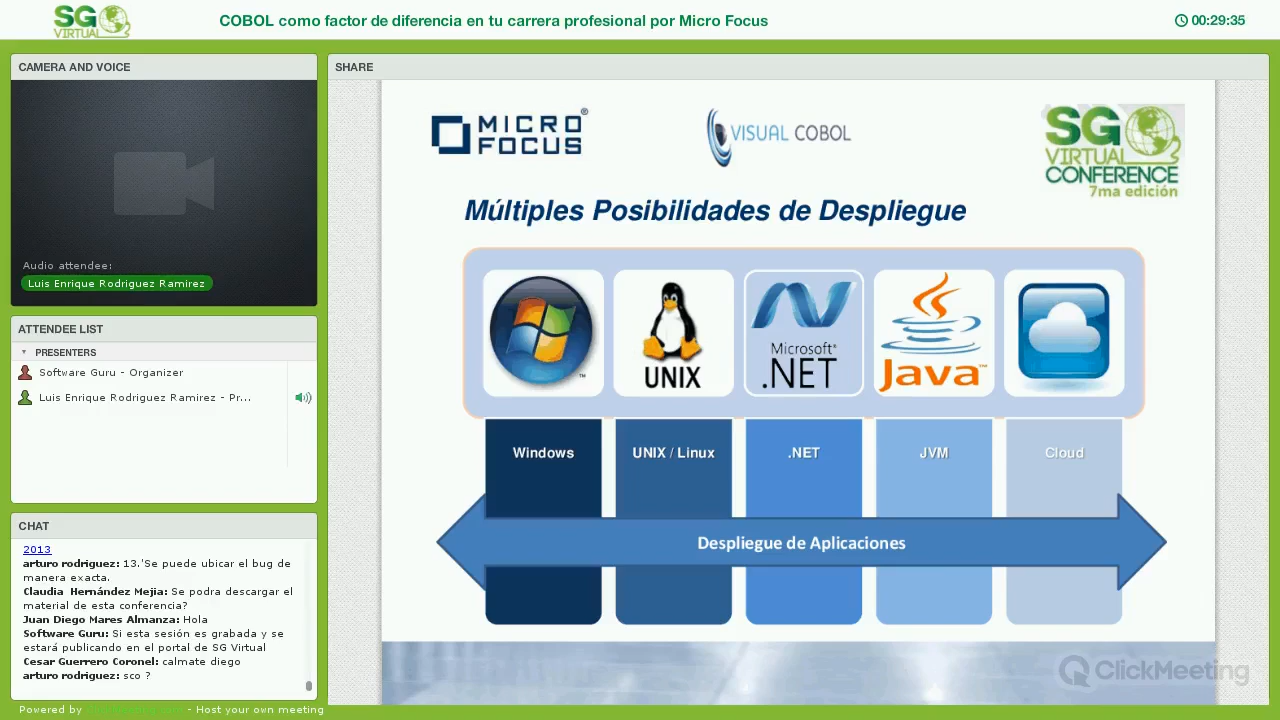 SG
VIRTUAL
COBOL como factor de diferencia en tu carrera profesional por Micro Focus
00:29:35
CAMERA AND VOICE
Audio attendee:
Luis Enrique Rodriguez Ramirez
ATTENDEE LIST
PRESENTERS
Software Guru - Organizer
Luis Enrique Rodriguez Ramirez - Pr...
CHAT
2013
arturo rodriguez: 13.'Se puede ubicar el bug de
manera exacta.
Claudia Hernández Mejia: Se podra descargar el
material de esta conferencia?
Juan Diego Mares Almanza: Hola
Software Guru: Si esta sesión es grabada y se
estará publicando en el portal de SG Virtual
Cesar Guerrero Coronel: calmate diego
arturo rodriguez: sco ?
Powered by ClickMeeting.com - Host your own meeting
SHARE
MICRO
FOCUS®
VISUAL COBOL
SG
VIRTUAL
CONFERENCE
7ma edición
Múltiples Posibilidades de Despliegue
TM
UNIX
Microsoft®
.NET
Java™
Windows
UNIX / Linux
.NET
JVM
Cloud
Despliegue de Aplicaciones
ClickMeeting